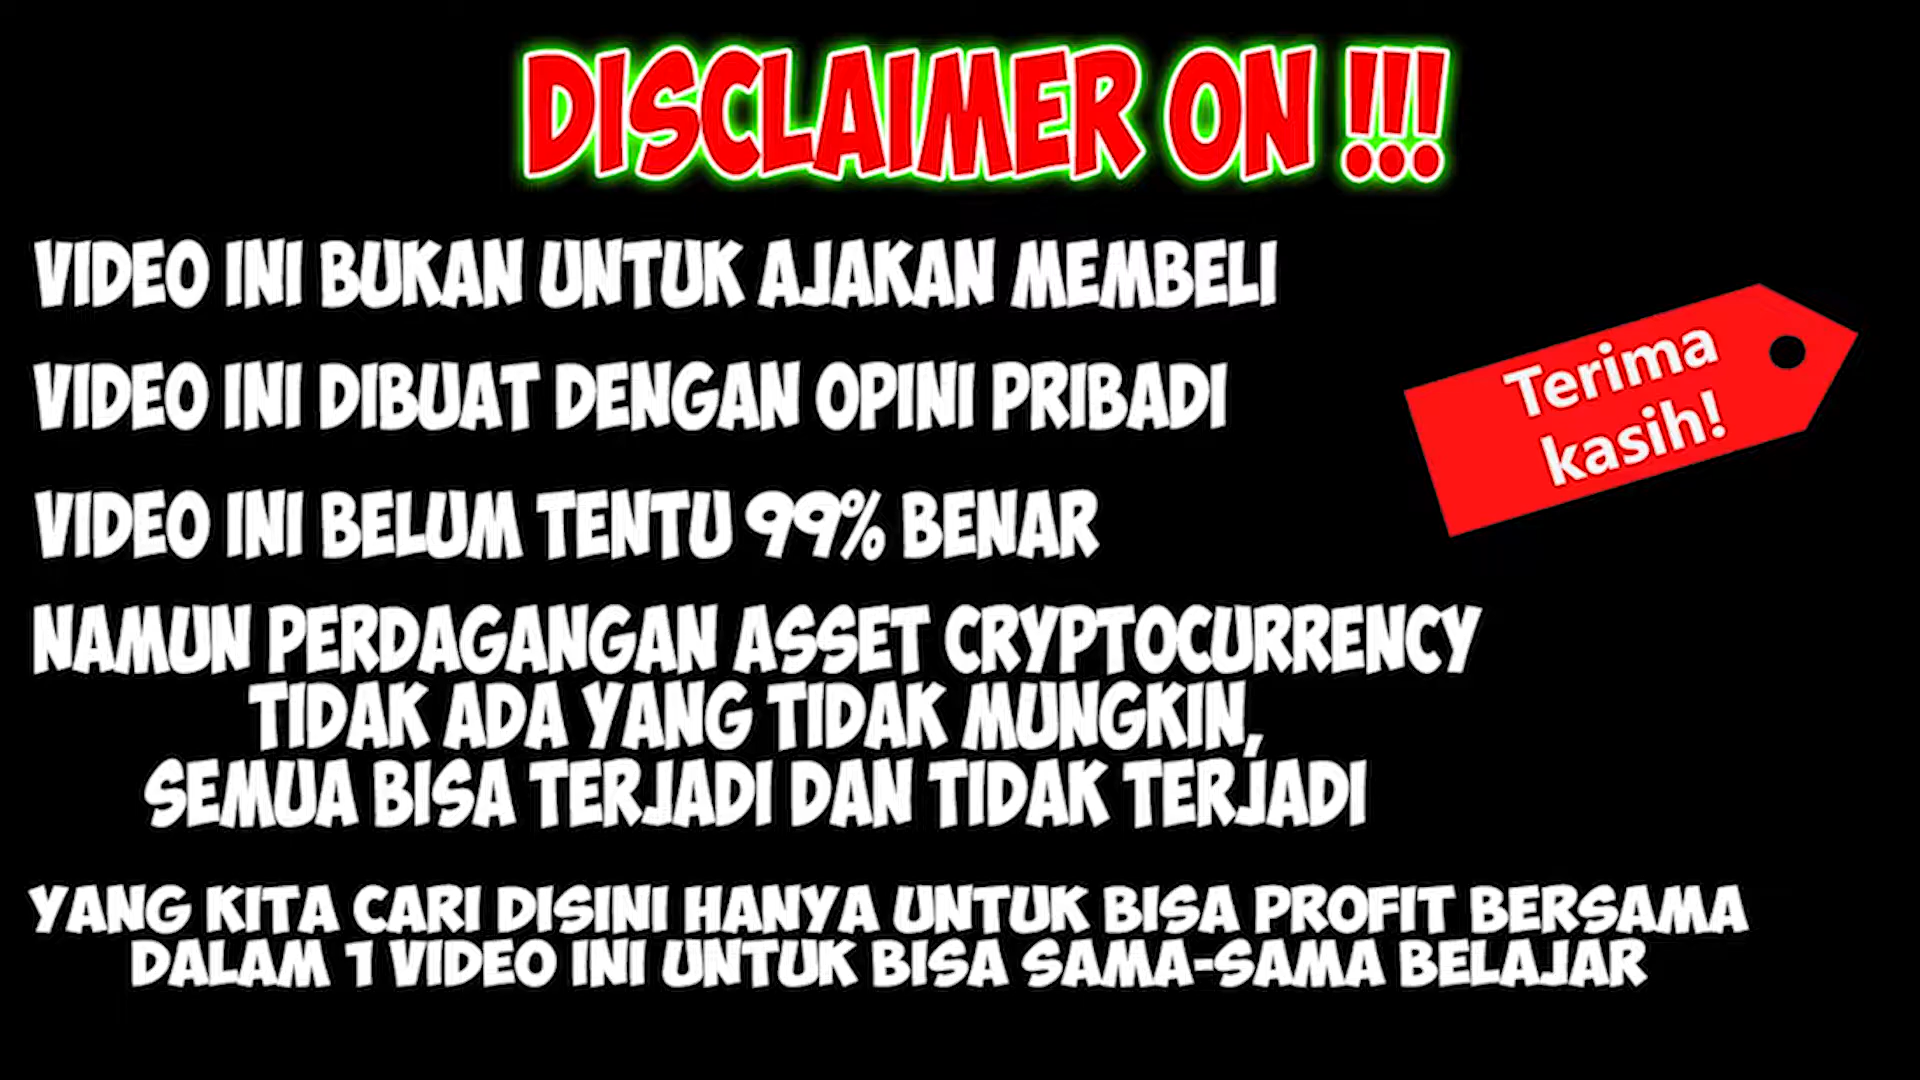 DISCLAIMER ON !!!
VIDEO INI BUKAN UNTUK AJAKAN MEMBELI
VIDEO INI DIBUAT DENGAN OPINI PRIBADI
Terima
kasih!
VIDEO INI BELUM TENTU 99% BENAR
NAMUN PERDAGANGAN ASSET CRYPTOCURRENCY
TIDAK ADA YANG TIDAK MUNGKIN,
SEMUA BISA TERJADI DAN TIDAK TERJADI
YANG KITA CARI DISINI HANYA UNTUK BISA PROFIT BERSAMA
DALAM 1 VIDEO INI UNTUK BISA SAMA-SAMA BELAJAR